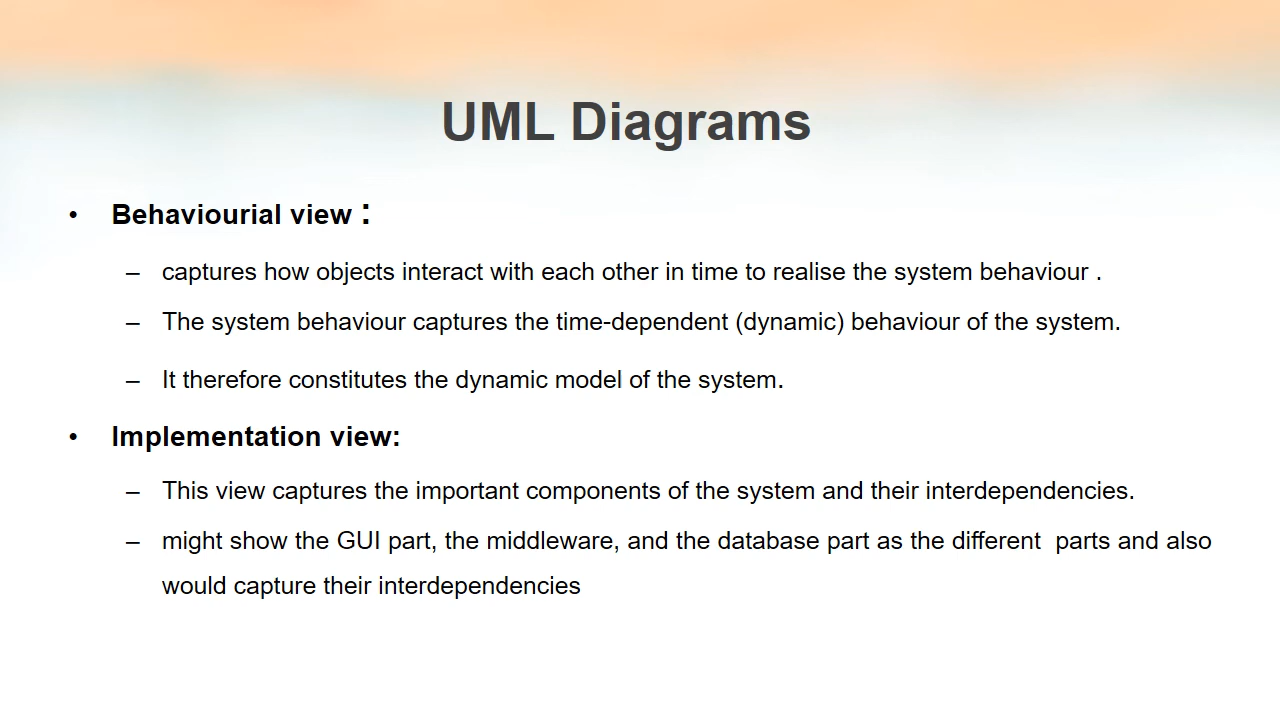 UML Diagrams
• Behaviourial view :
– captures how objects interact with each other in time to realise the system behaviour .
– The system behaviour captures the time-dependent (dynamic) behaviour of the system.
– It therefore constitutes the dynamic model of the system.
• Implementation view:
– This view captures the important components of the system and their interdependencies.
– might show the GUI part, the middleware, and the database part as the different  parts and also
would capture their interdependencies